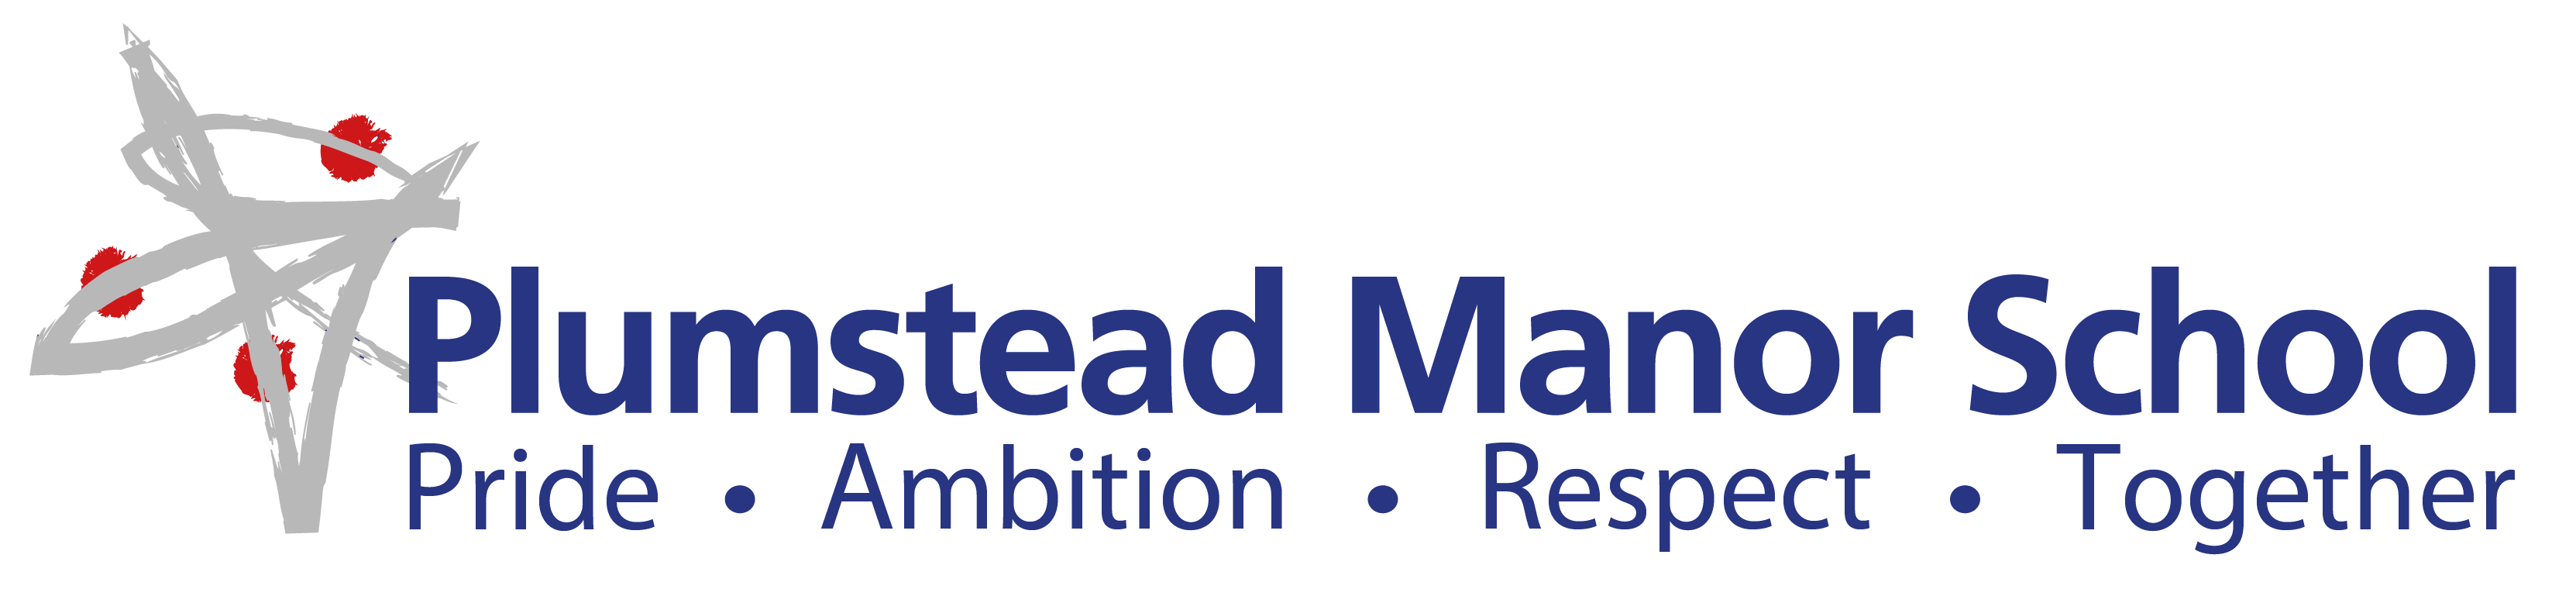 Plumstead Manor School
Pride • Ambition • Respect • Together